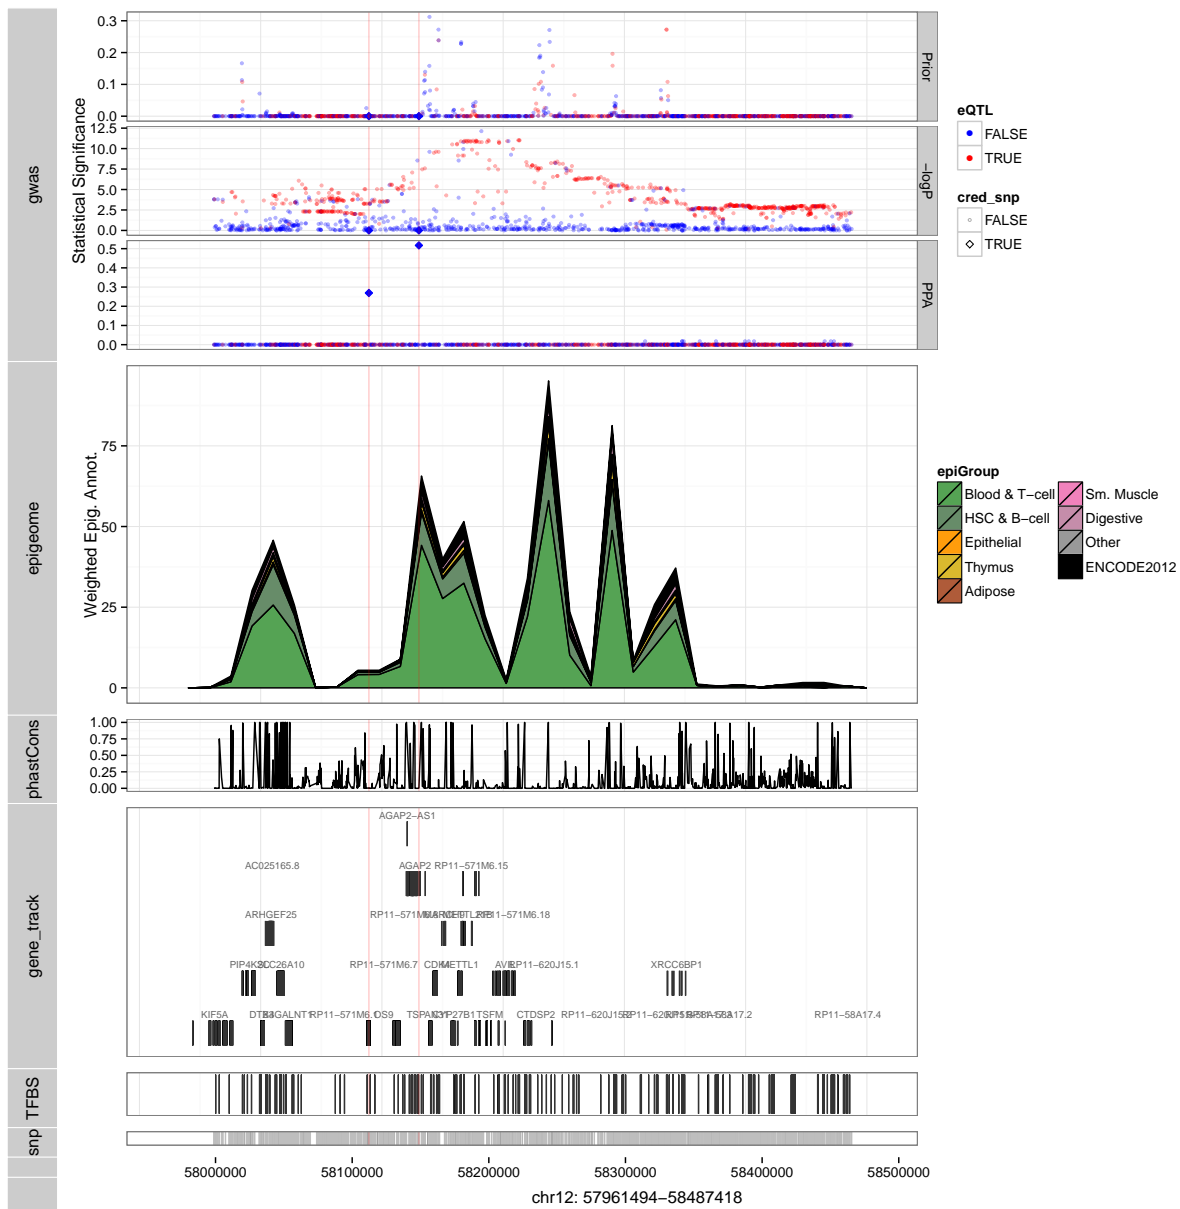 gwas
Statistical Significance
0.3
0.2
0.1
0.0
Prior
12.5
10.0
7.5
5.0
2.5
0.0
−logP
0.5
0.4
0.3
0.2
0.1
0.0
PPA
eQTL
FALSE
TRUE
cred_snp
FALSE
TRUE
epigeome
Weighted Epig. Annot.
75
50
25
0
epiGroup
Blood & T−cell
HSC & B−cell
Epithelial
Thymus
Adipose
Sm. Muscle
Digestive
Other
ENCODE2012
phastCons
1.00
0.75
0.50
0.25
0.00
gene_track
AGAP2−AS1
AC025165.8 AGAP2 RP11−571M6.15
ARHGEF25 RP11−571M6.18
SLC26A10 RP11−571M6.7 CDK4 METTL1 AVIL RP11−620J15.1 XRCC6BP1
KIF5A B4GALNT1 OS9 CYP27B1 TSFM CTDSP2 RP11−58A17.4
TFBS
snp
58000000 58100000 58200000 58300000 58400000 58500000
chr12: 57961494−58487418